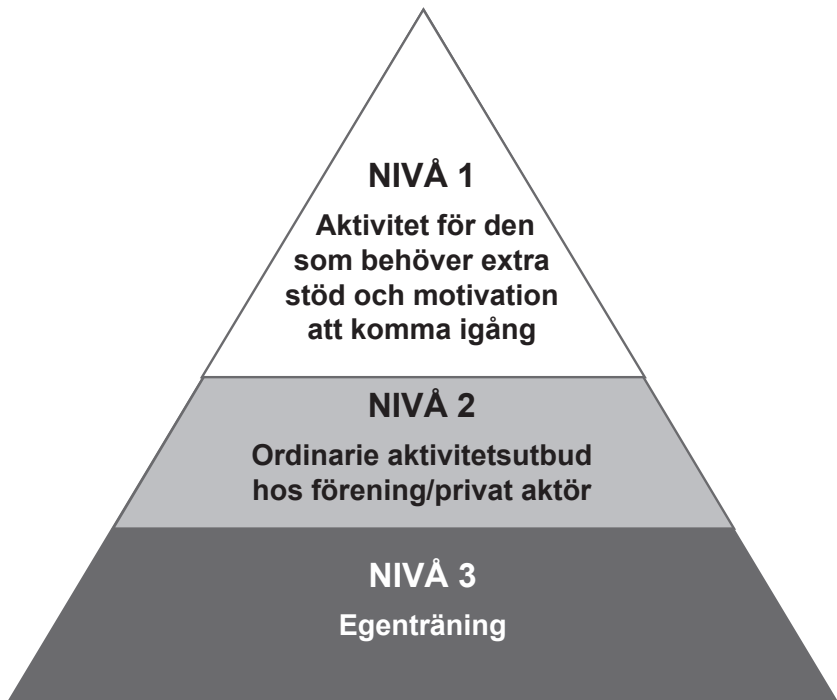 NIVÅ 1
Aktivitet för den
som behöver extra
stöd och motivation
att komma igång
NIVÅ 2
Ordinarie aktivitetsutbud
hos förening/privat aktör
NIVÅ 3
Egenträning